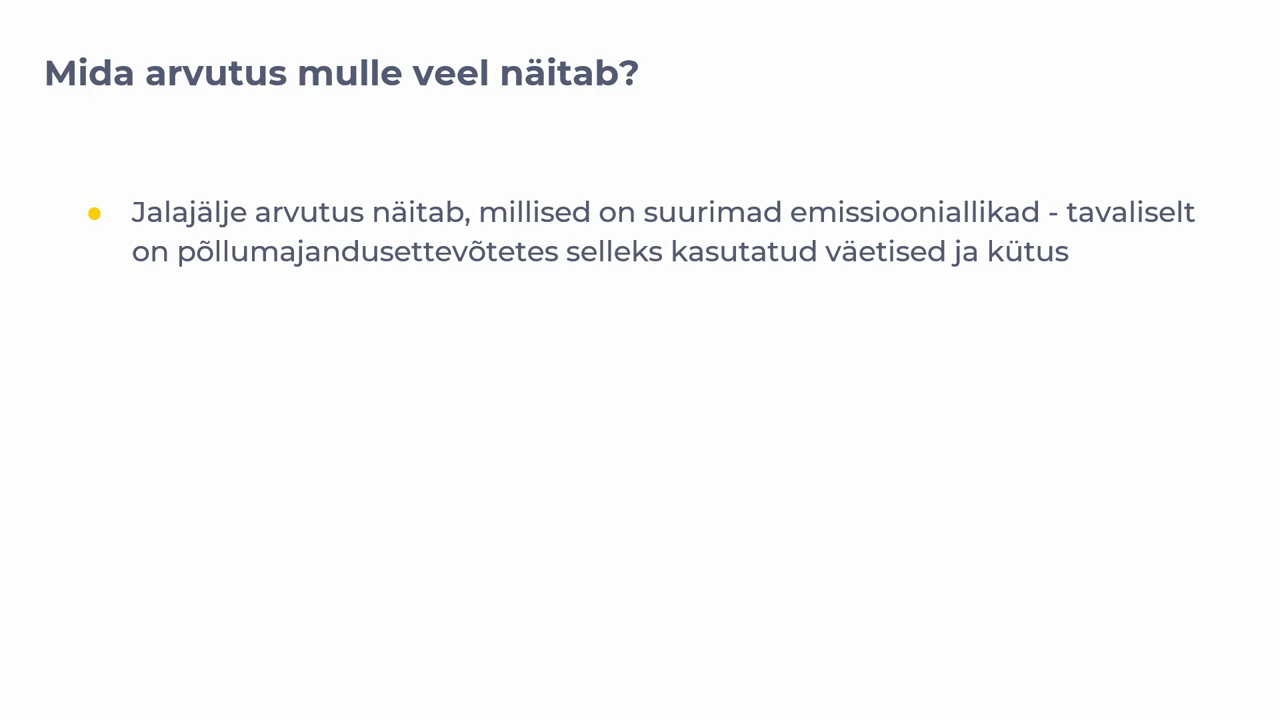 Mida arvutus mulle veel näitab?
● Jalajälje arvutus näitab, millised on suurimad emissiooniallikad - tavaliselt
on põllumajandusettevõtetes selleks kasutatud väetised ja kütus